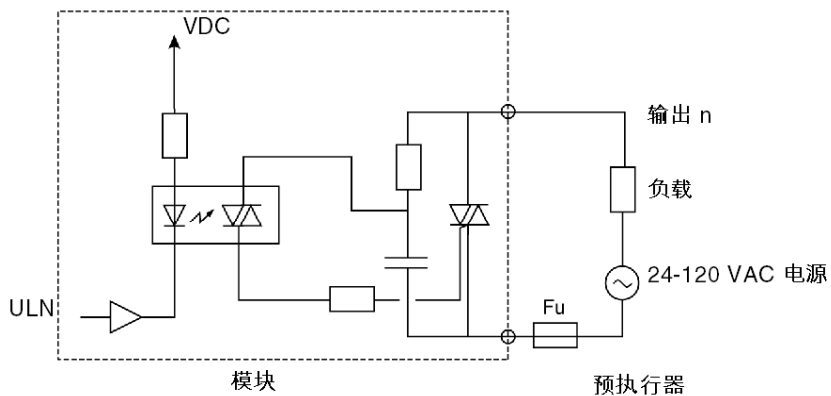 VDC
输出 n
负载
24-120 VAC 电源
ULN
Fu
模块
预执行器